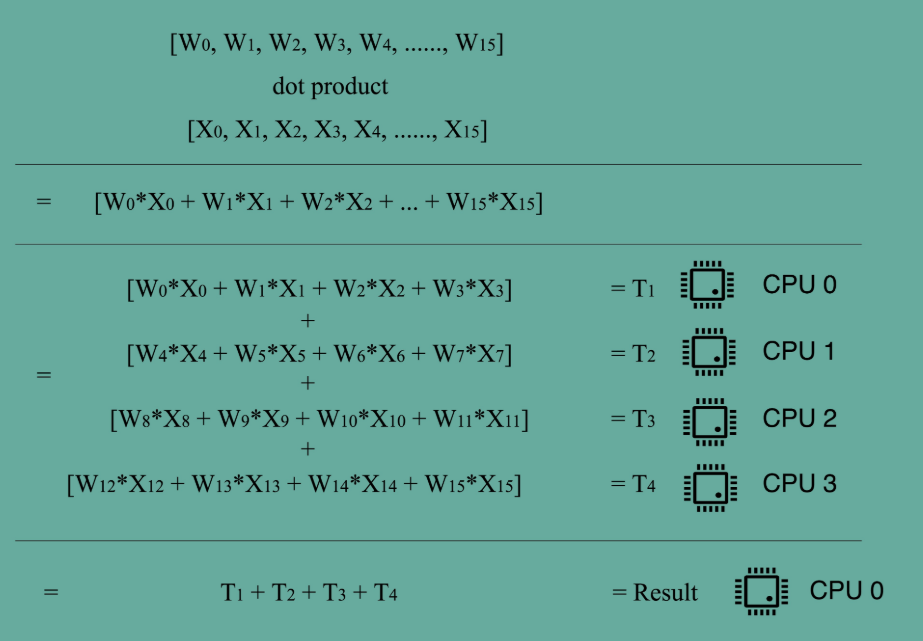 [W0, W1, W2, W3, W4, ......, W15]
dot product
[X0, X1, X2, X3, X4, ......, X15]
= [W0*X0 + W1*X1 + W2*X2 + ... + W15*X15]
[W0*X0 + W1*X1 + W2*X2 + W3*X3] = T1 CPU 0
+
[W4*X4 + W5*X5 + W6*X6 + W7*X7] = T2 CPU 1
=
+
[W8*X8 + W9*X9 + W10*X10 + W11*X11] = T3 CPU 2
+
[W12*X12 + W13*X13 + W14*X14 + W15*X15] = T4 CPU 3
= T1 + T2 + T3 + T4 = Result CPU 0